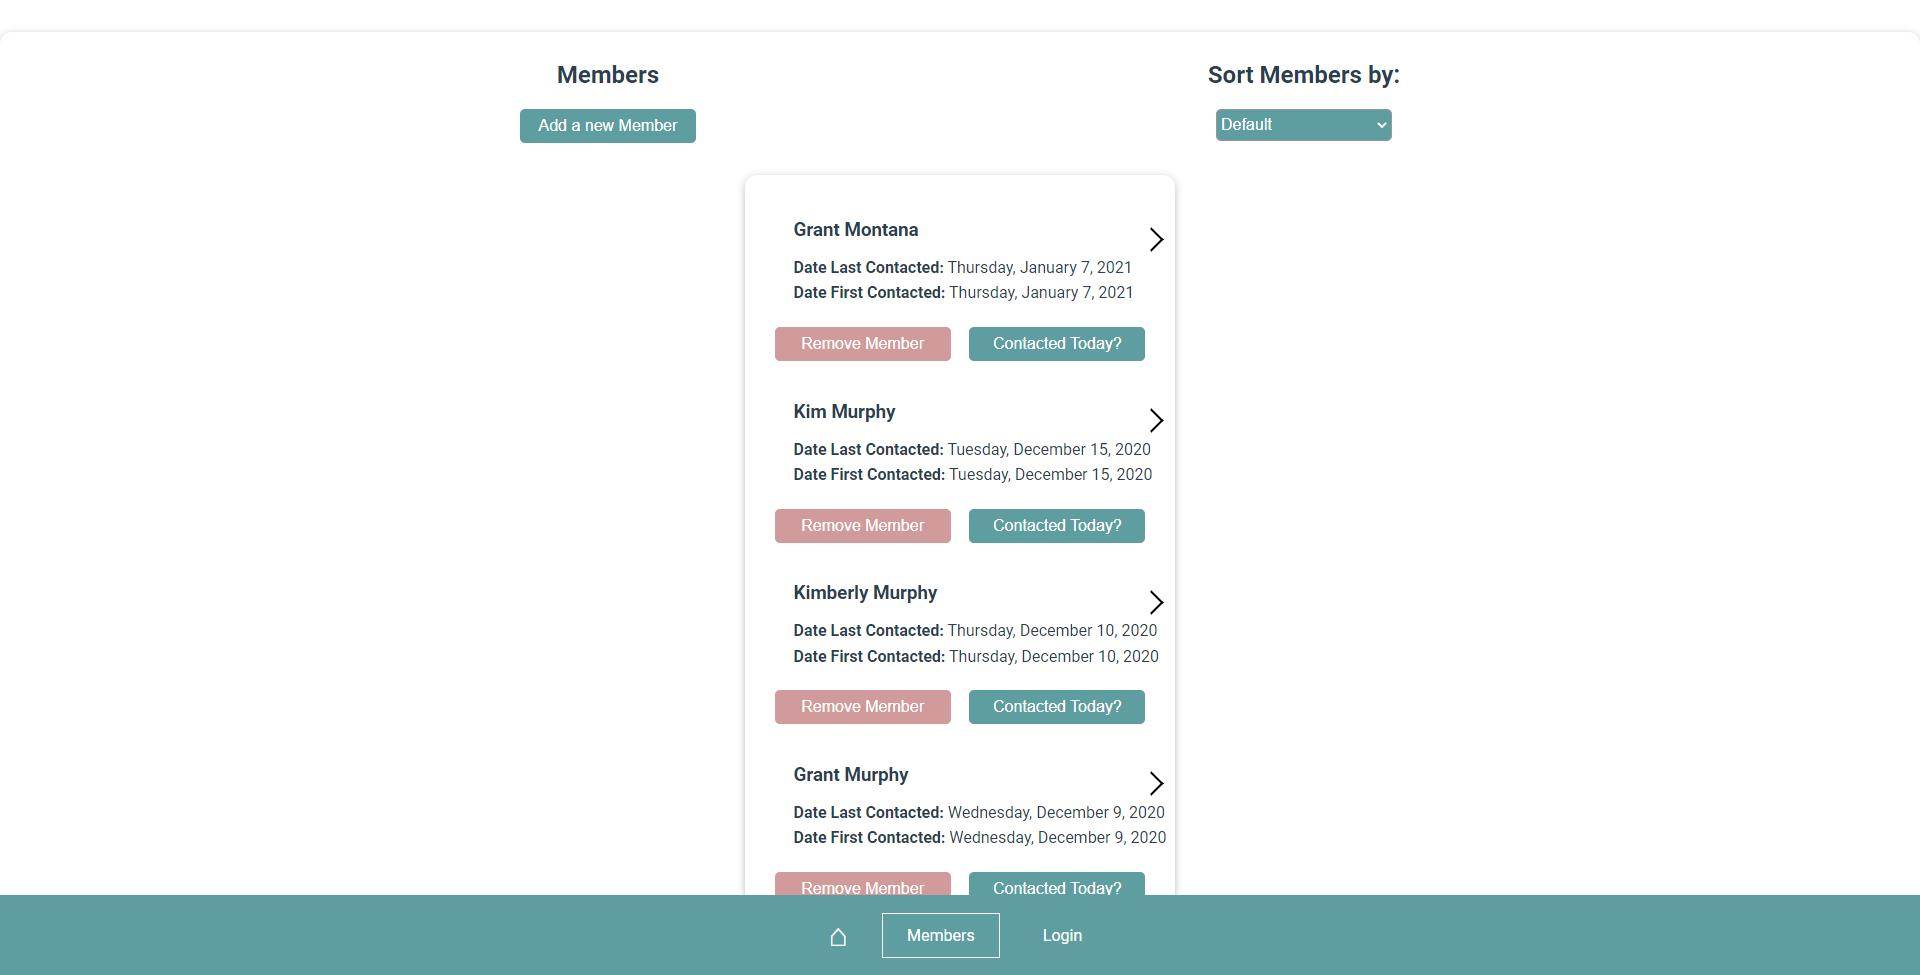 Members
Sort Members by:
Add a new Member
Default
Grant Montana
Date Last Contacted: Thursday, January 7, 2021
Date First Contacted: Thursday, January 7, 2021
Remove Member
Contacted Today?
Kim Murphy
Date Last Contacted: Tuesday, December 15, 2020
Date First Contacted: Tuesday, December 15, 2020
Remove Member
Contacted Today?
Kimberly Murphy
Date Last Contacted: Thursday, December 10, 2020
Date First Contacted: Thursday, December 10, 2020
Remove Member
Contacted Today?
Grant Murphy
Date Last Contacted: Wednesday, December 9, 2020
Date First Contacted: Wednesday, December 9, 2020
Remove Member
Contacted Today?
Members
Login